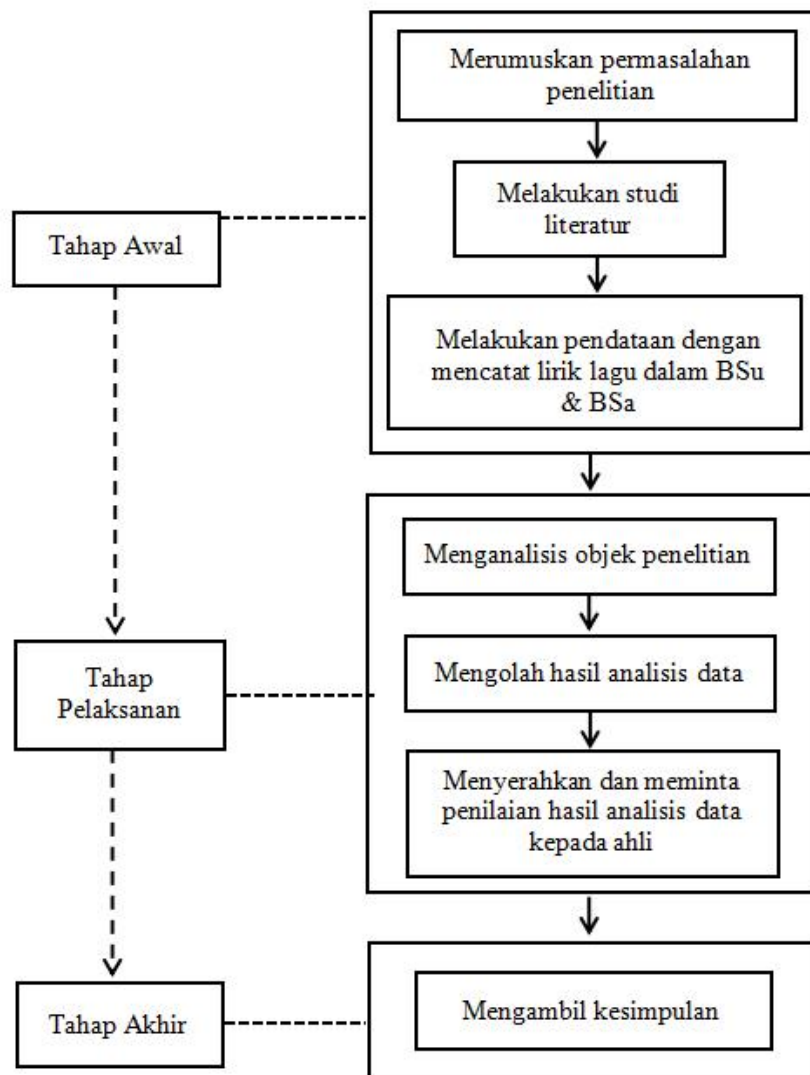 Merumuskan permasalahan
penelitian
Melakukan studi
literatur
Tahap Awal
Melakukan pendataan dengan
mencatat lirik lagu dalam BSu
& BSa
Menganalisis objek penelitian
Tahap
Pelaksanan
Mengolah hasil analisis data
Menyerahkan dan meminta
penilaian hasil analisis data
kepada ahli
Tahap Akhir
Mengambil kesimpulan